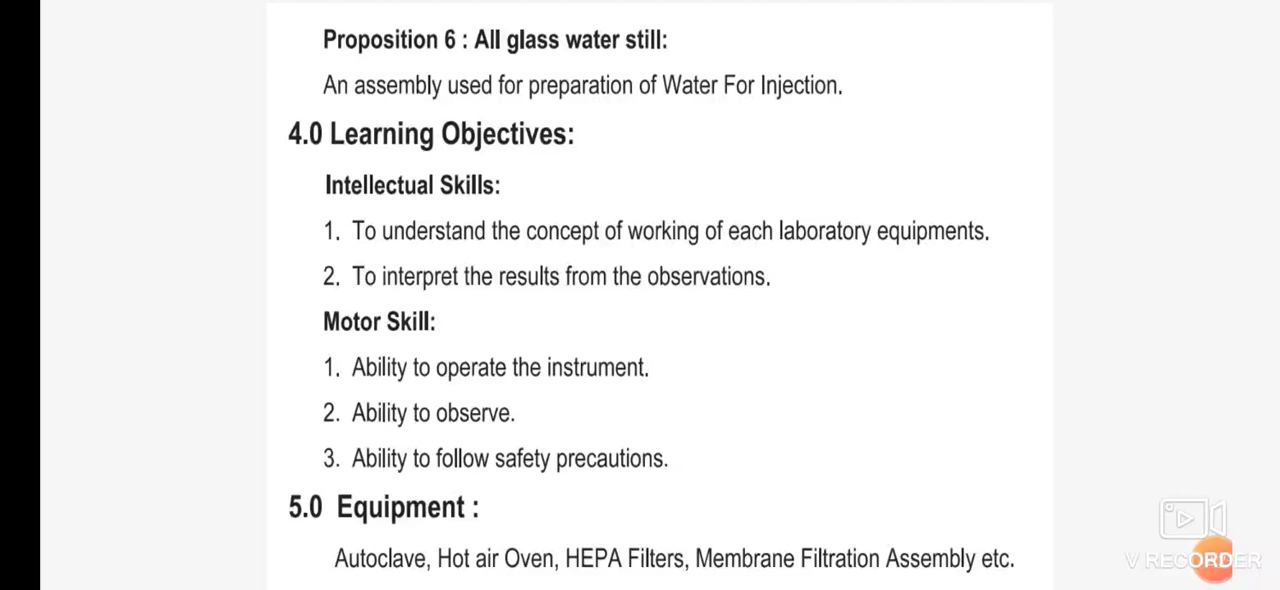 Proposition 6 : All glass water still:
An assembly used for preparation of Water For Injection.
4.0 Learning Objectives:
Intellectual Skills:
1. To understand the concept of working of each laboratory equipments.
2. To interpret the results from the observations.
Motor Skill:
1. Ability to operate the instrument.
2. Ability to observe.
3. Ability to follow safety precautions.
5.0 Equipment :
Autoclave, Hot air Oven, HEPA Filters, Membrane Filtration Assembly etc.
V RECORDER